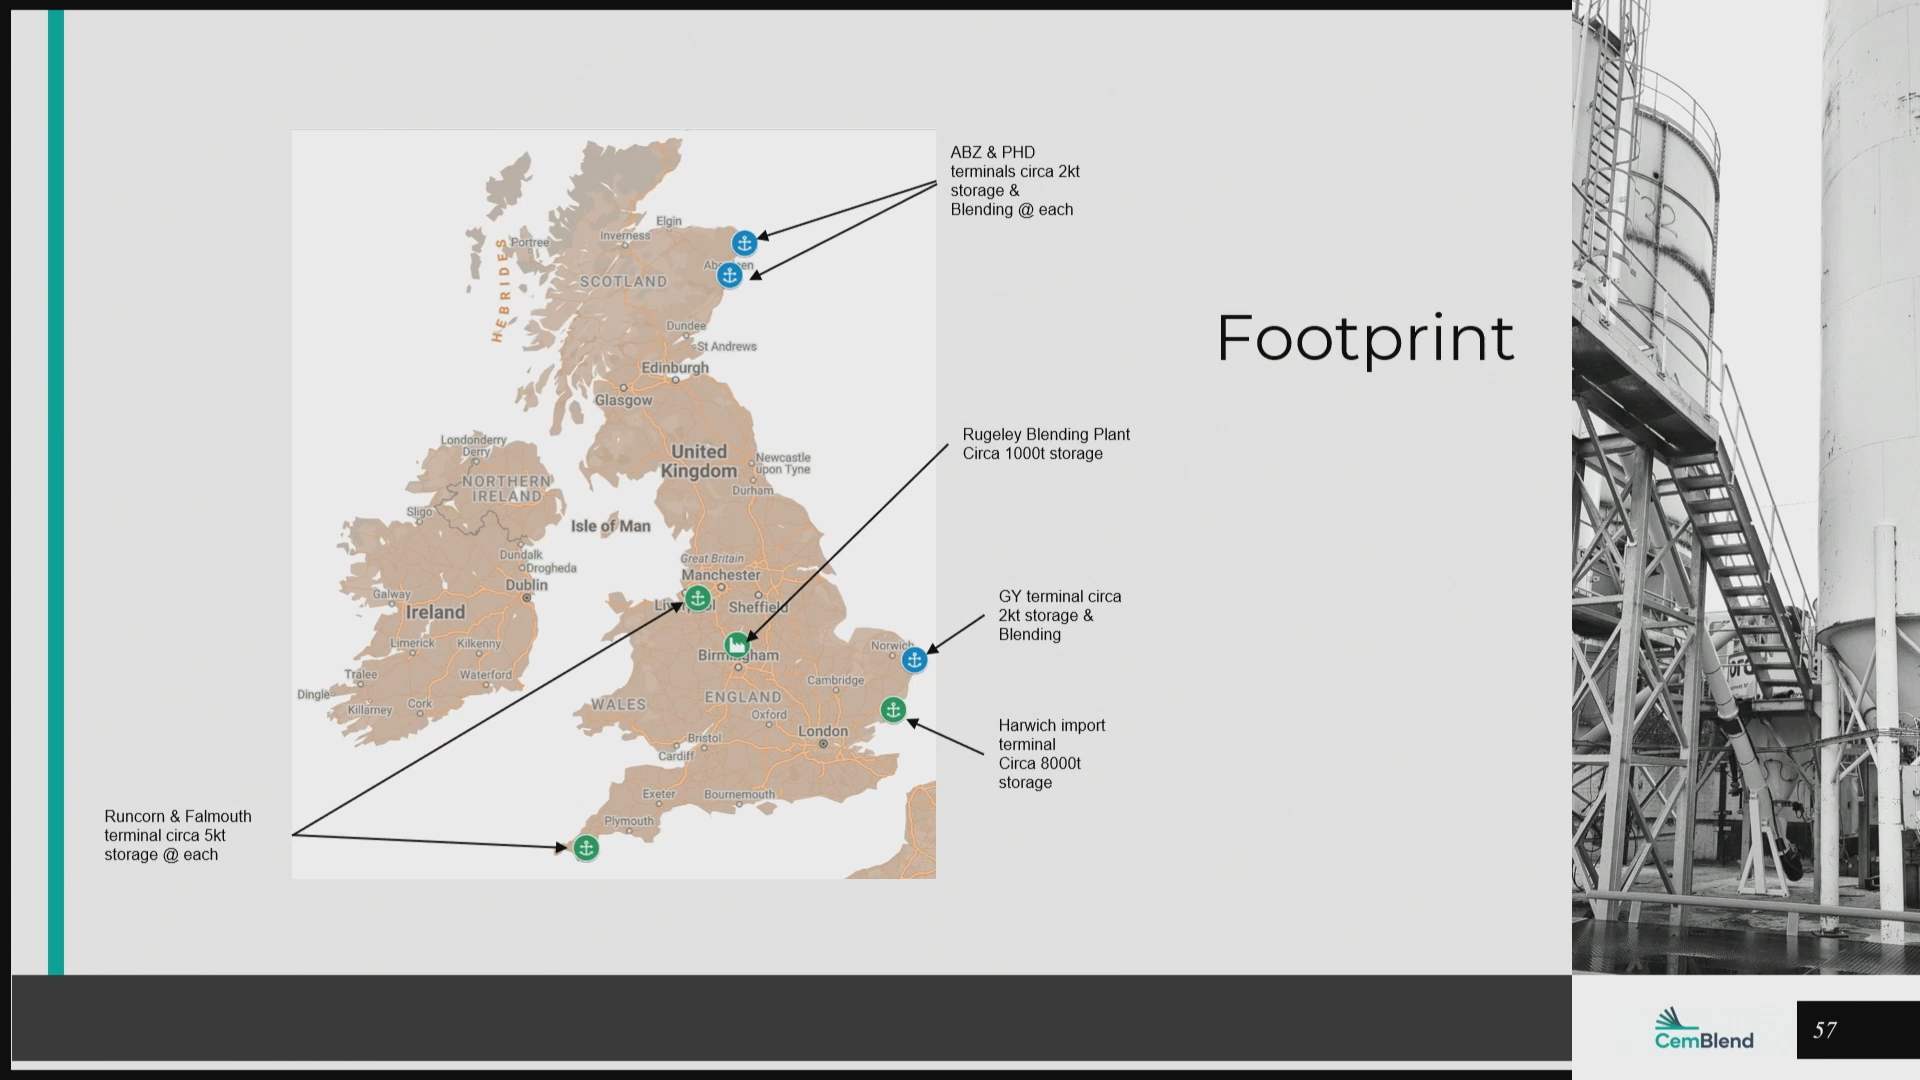 Footprint
ABZ & PHD
terminals circa 2kt
storage &
Blending @ each
Rugeley Blending Plant
Circa 1000t storage
GY terminal circa
2kt storage &
Blending
Harwich import
terminal
Circa 8000t
storage
Runcorn & Falmouth
terminal circa 5kt
storage @ each
Elgin
Inverness
Portree
HEBRIDES
SCOTLAND
Dundee
St Andrews
Edinburgh
Glasgow
Londonderry
Derry
United
Kingdom
Newcastle
upon Tyne
NORTHERN
IRELAND
Durham
Sligo
Isle of Man
Dundalk
Drogheda
Great Britain
Manchester
Dublin
Galway
Ireland
Sheffield
Limerick
Kilkenny
Norwich
Tralee
Waterford
Cambridge
Dingle
Killarney
Cork
WALES
ENGLAND
Oxford
London
Bristol
Cardiff
Exeter
Bournemouth
Plymouth
22
CemBlend
57